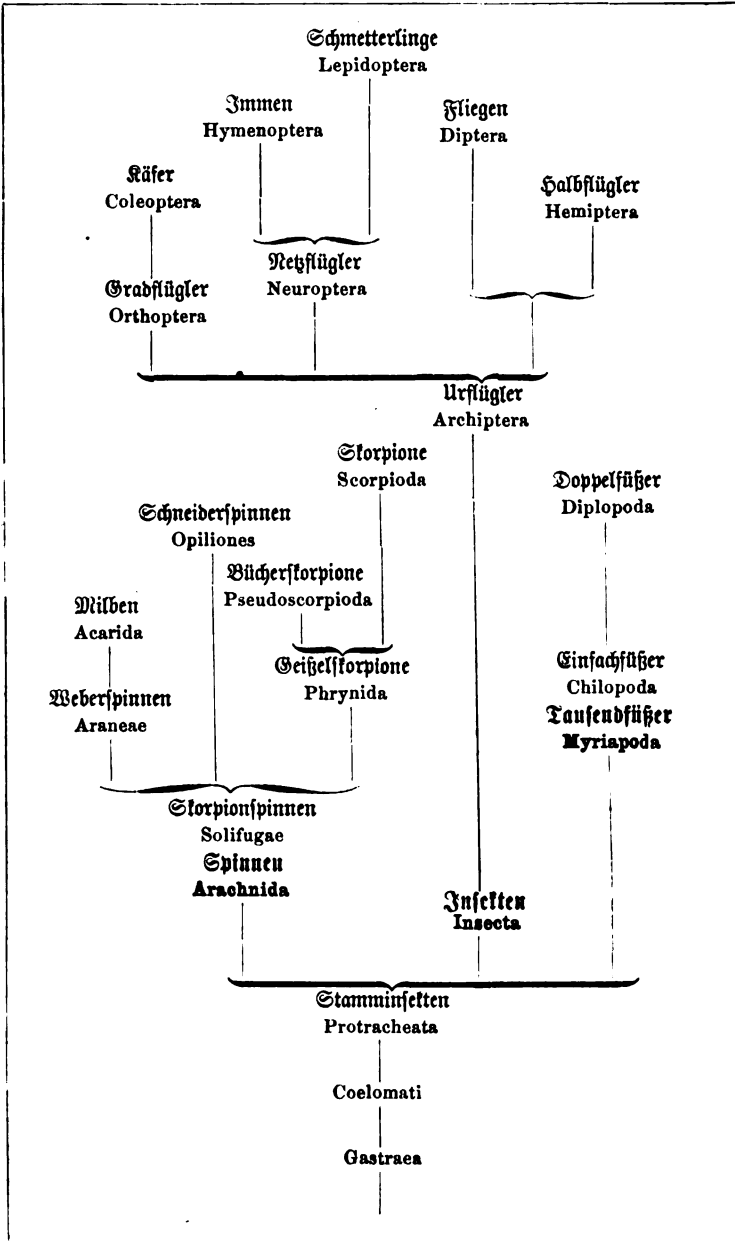 Schmetterlinge
Lepidoptera
Immen
Hymenoptera
Fliegen
Diptera
Käfer
Coleoptera
Halbflügler
Hemiptera
Netzflügler
Neuroptera
Gradflügler
Orthoptera
Urflügler
Archiptera
Skorpione
Scorpioda
Doppelfüßer
Diplopoda
Schneiderspinnen
Opiliones
Bücherskorpione
Pseudoscorpioda
Milben
Acarida
Geißelskorpione
Phrynida
Einfachfüßer
Chilopoda
Tausendfüßer
Myriapoda
Weberspinnen
Araneae
Skorpionspinnen
Solifugae
Spinnen
Arachnida
Insekten
Insecta
Stamminsekten
Protracheata
Coelomati
Gastraea